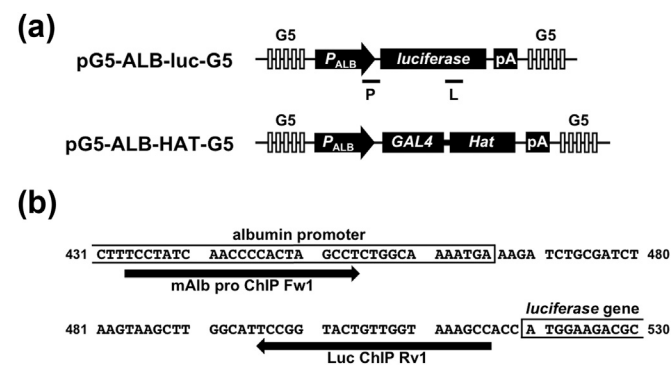 (a)
G5 G5
pG5-ALB-luc-G5 PALB luciferase pA
P L
G5 G5
pG5-ALB-HAT-G5 PALB GAL4 Hat pA
(b)
albumin promoter
431 CTTTCCTATC AACCCCACTA GCCTCTGGCA AAATGA AAGA TCTGCGATCT 480
mAlb pro ChIP Fw1
luciferase gene
481 AAGTAAGCTT GGCATTCCGG TACTGTTGGT AAAGCCACC A TGGAAGACGC 530
Luc ChIP Rv1